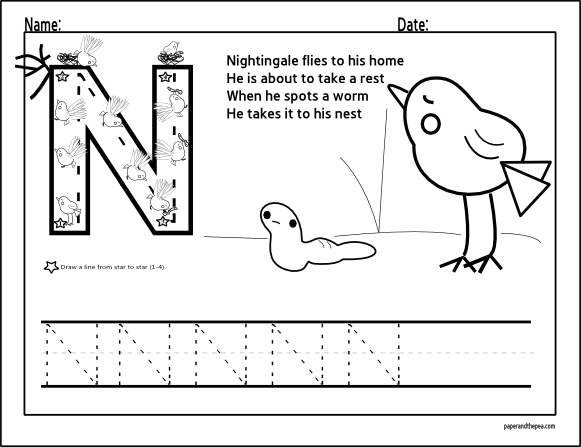 Name: Date:
Nightingale flies to his home
He is about to take a rest
When he spots a worm
He takes it to his nest
N
Draw a line from star to star (1-4)
N N N N N
paperandthepea.com